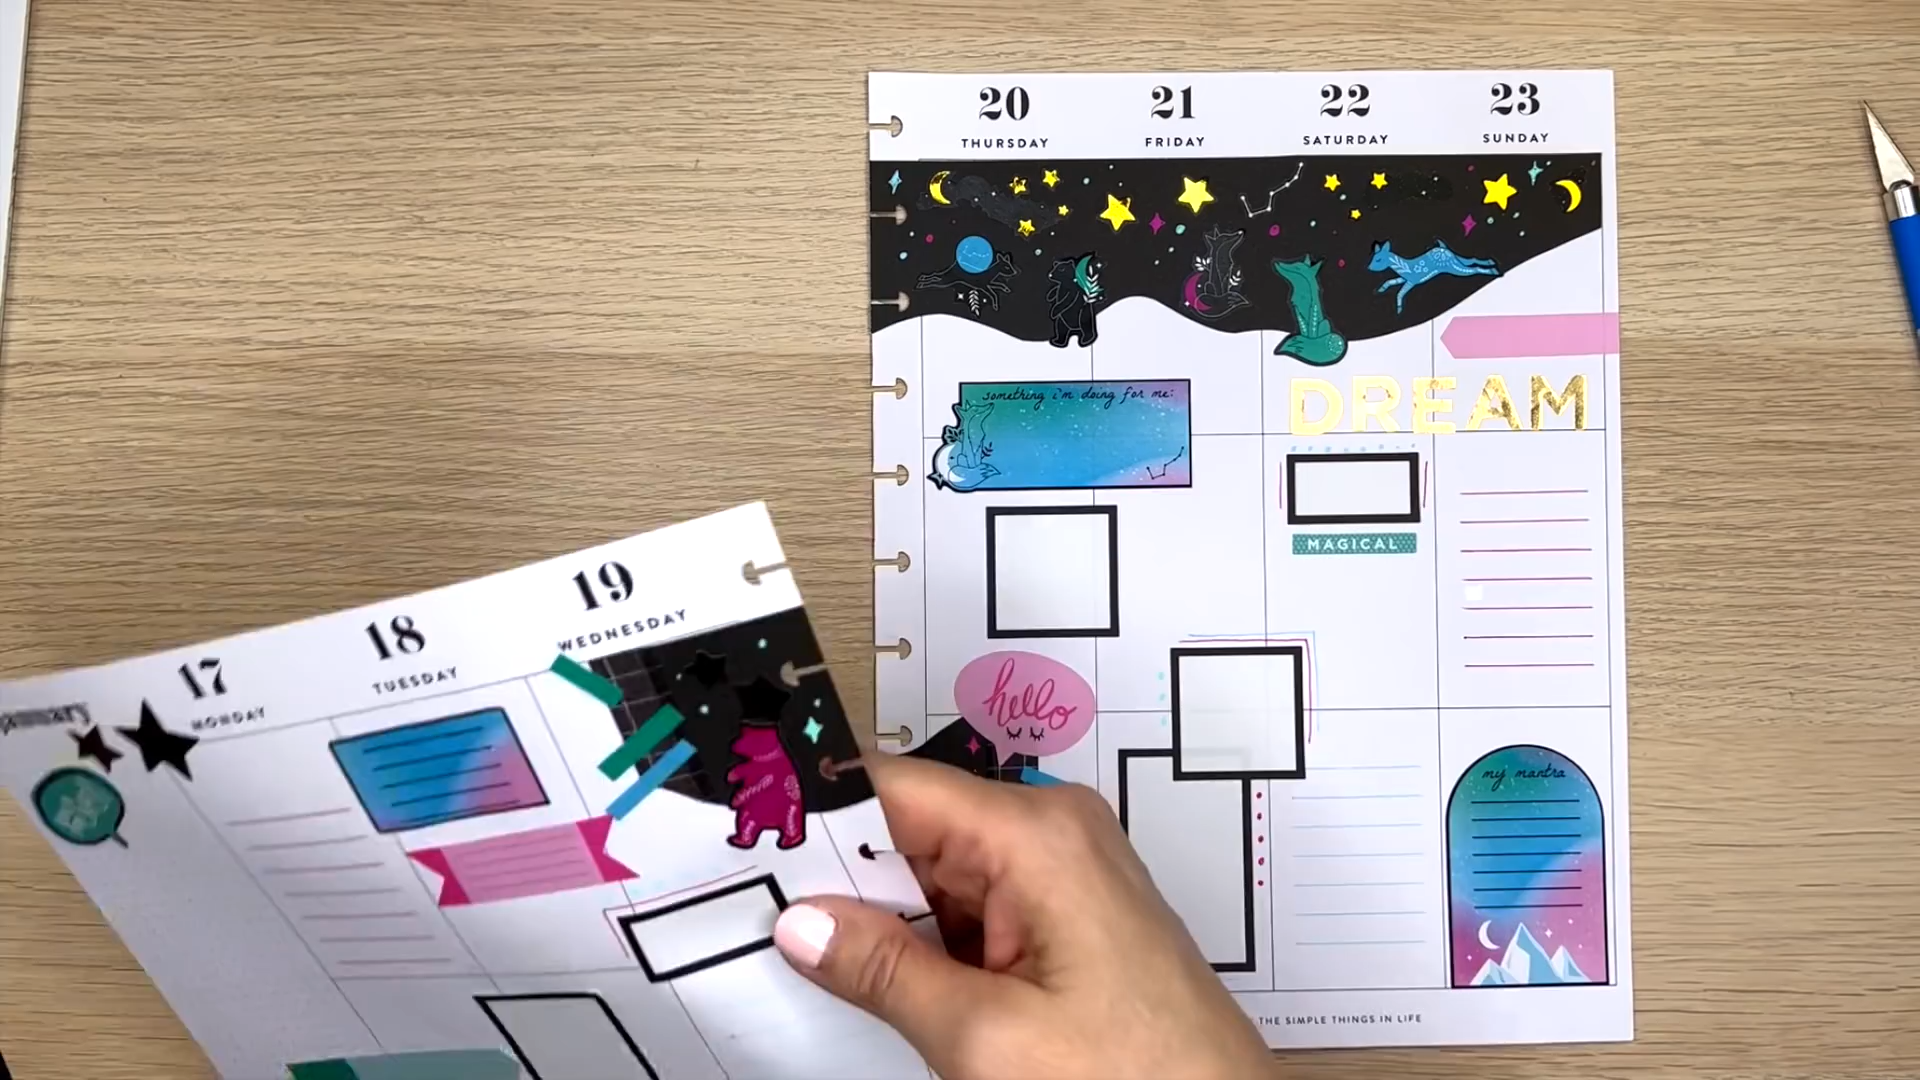 20
THURSDAY
21
FRIDAY
22
SATURDAY
23
SUNDAY
something i'm doing for me:
DREAM
MAGICAL
hello
my mantra
THE SIMPLE THINGS IN LIFE
january
17
MONDAY
18
TUESDAY
19
WEDNESDAY